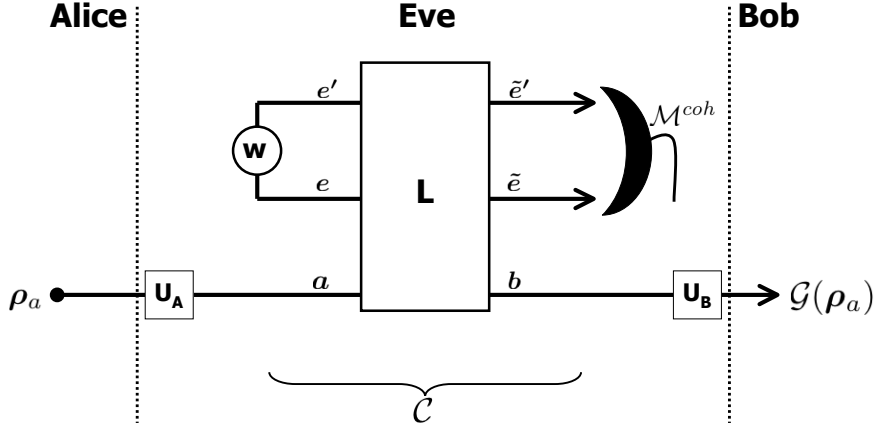 Alice Eve Bob
e′ ẽ′
𝓜^{coh}
w
e L ẽ
a b
ρ_a U_A U_B 𝒢(ρ_a)
𝒞